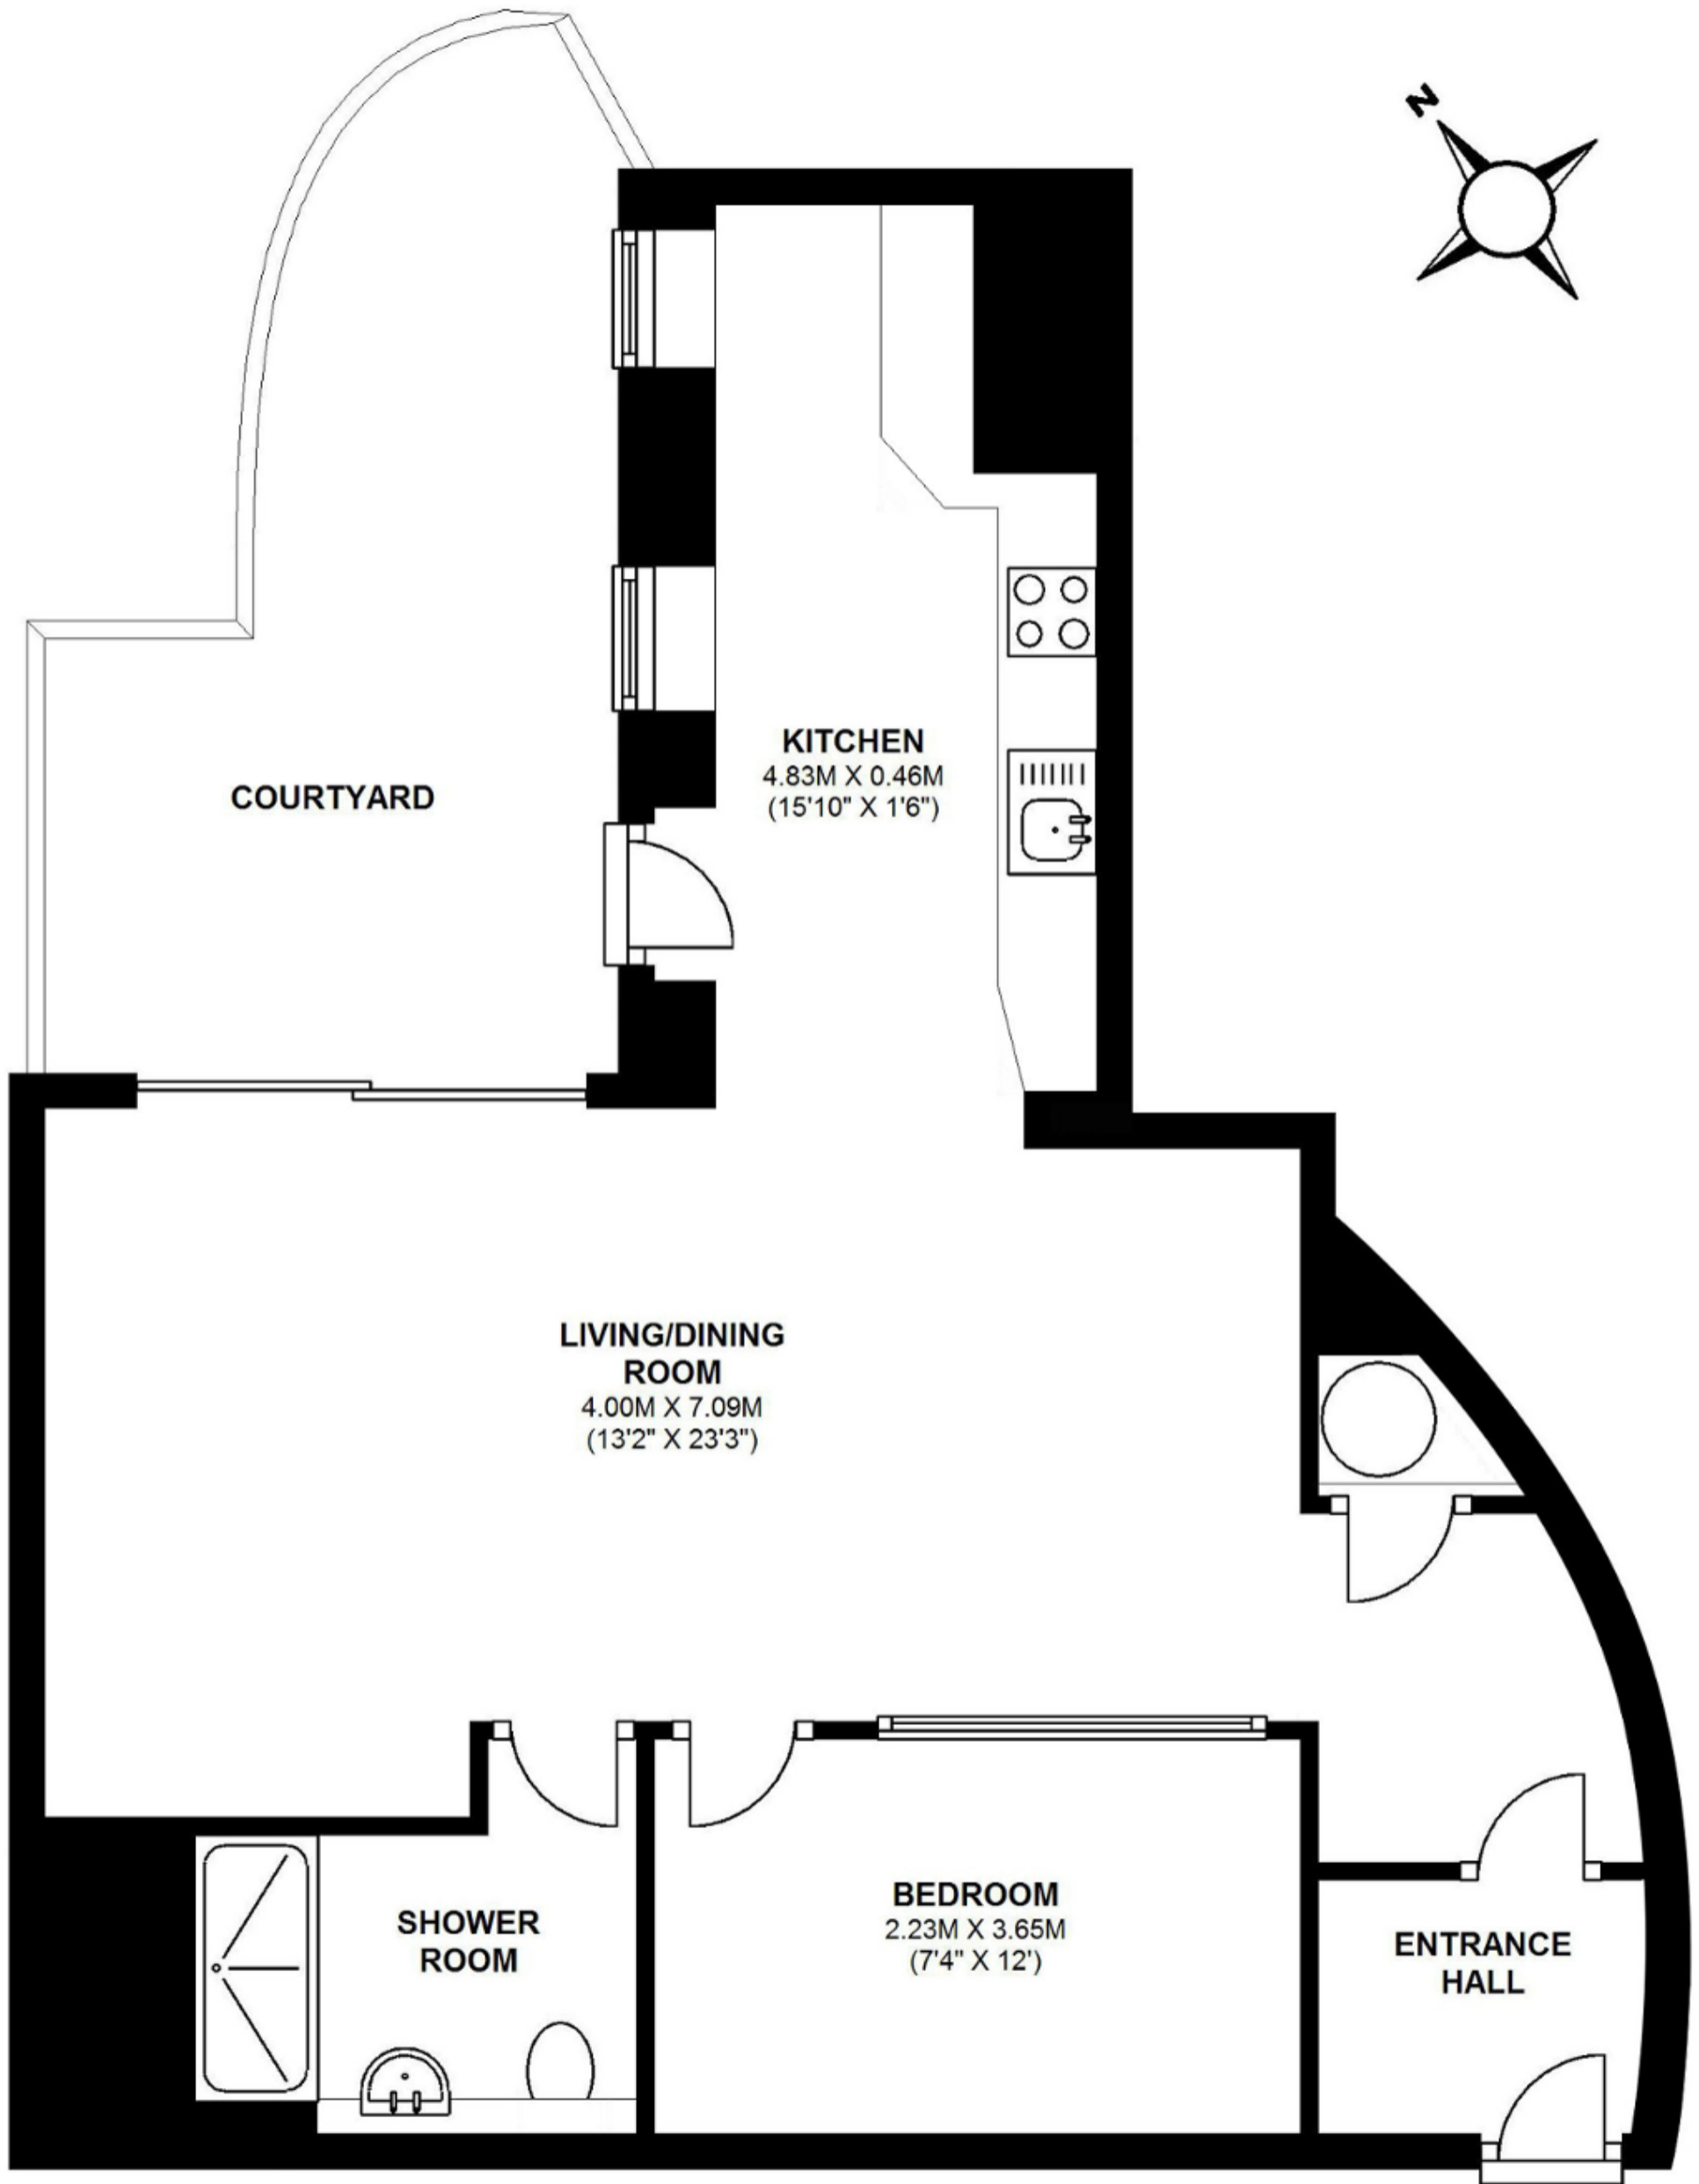 N
KITCHEN
4.83M X 0.46M
(15'10" X 1'6")
COURTYARD
LIVING/DINING
ROOM
4.00M X 7.09M
(13'2" X 23'3")
SHOWER
ROOM
BEDROOM
2.23M X 3.65M
(7'4" X 12')
ENTRANCE
HALL